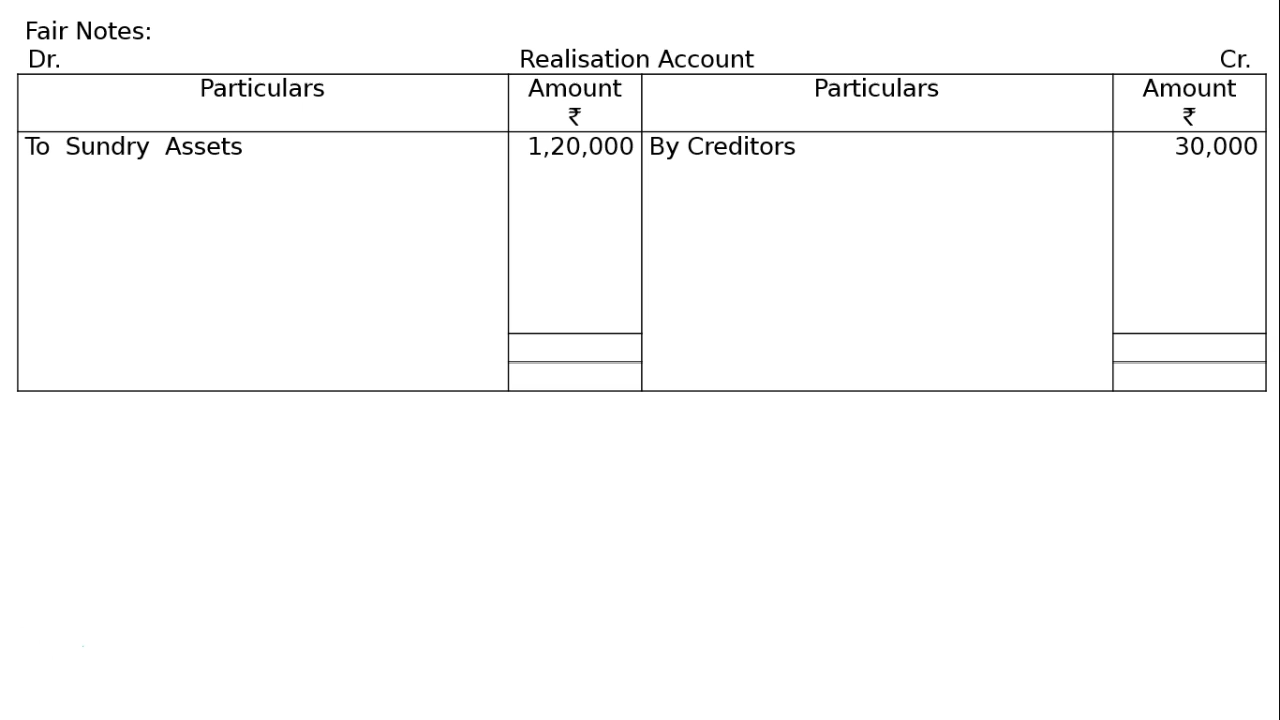 Fair Notes:
Dr. Realisation Account Cr.
Particulars Amount Particulars Amount
₹ ₹
To Sundry Assets 1,20,000 By Creditors 30,000